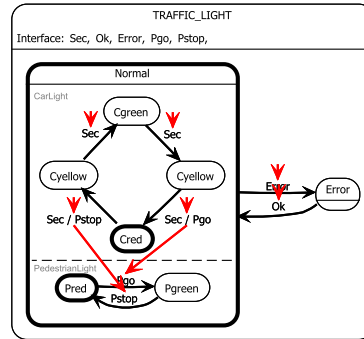 TRAFFIC_LIGHT
Interface: Sec, Ok, Error, Pgo, Pstop,
Normal
CarLight
Cgreen
Sec
Sec
Cyellow
Cyellow
Error
Error
Ok
Sec / Pstop
Sec / Pgo
Cred
PedestrianLight
Pgo
Pred
Pgreen
Pstop